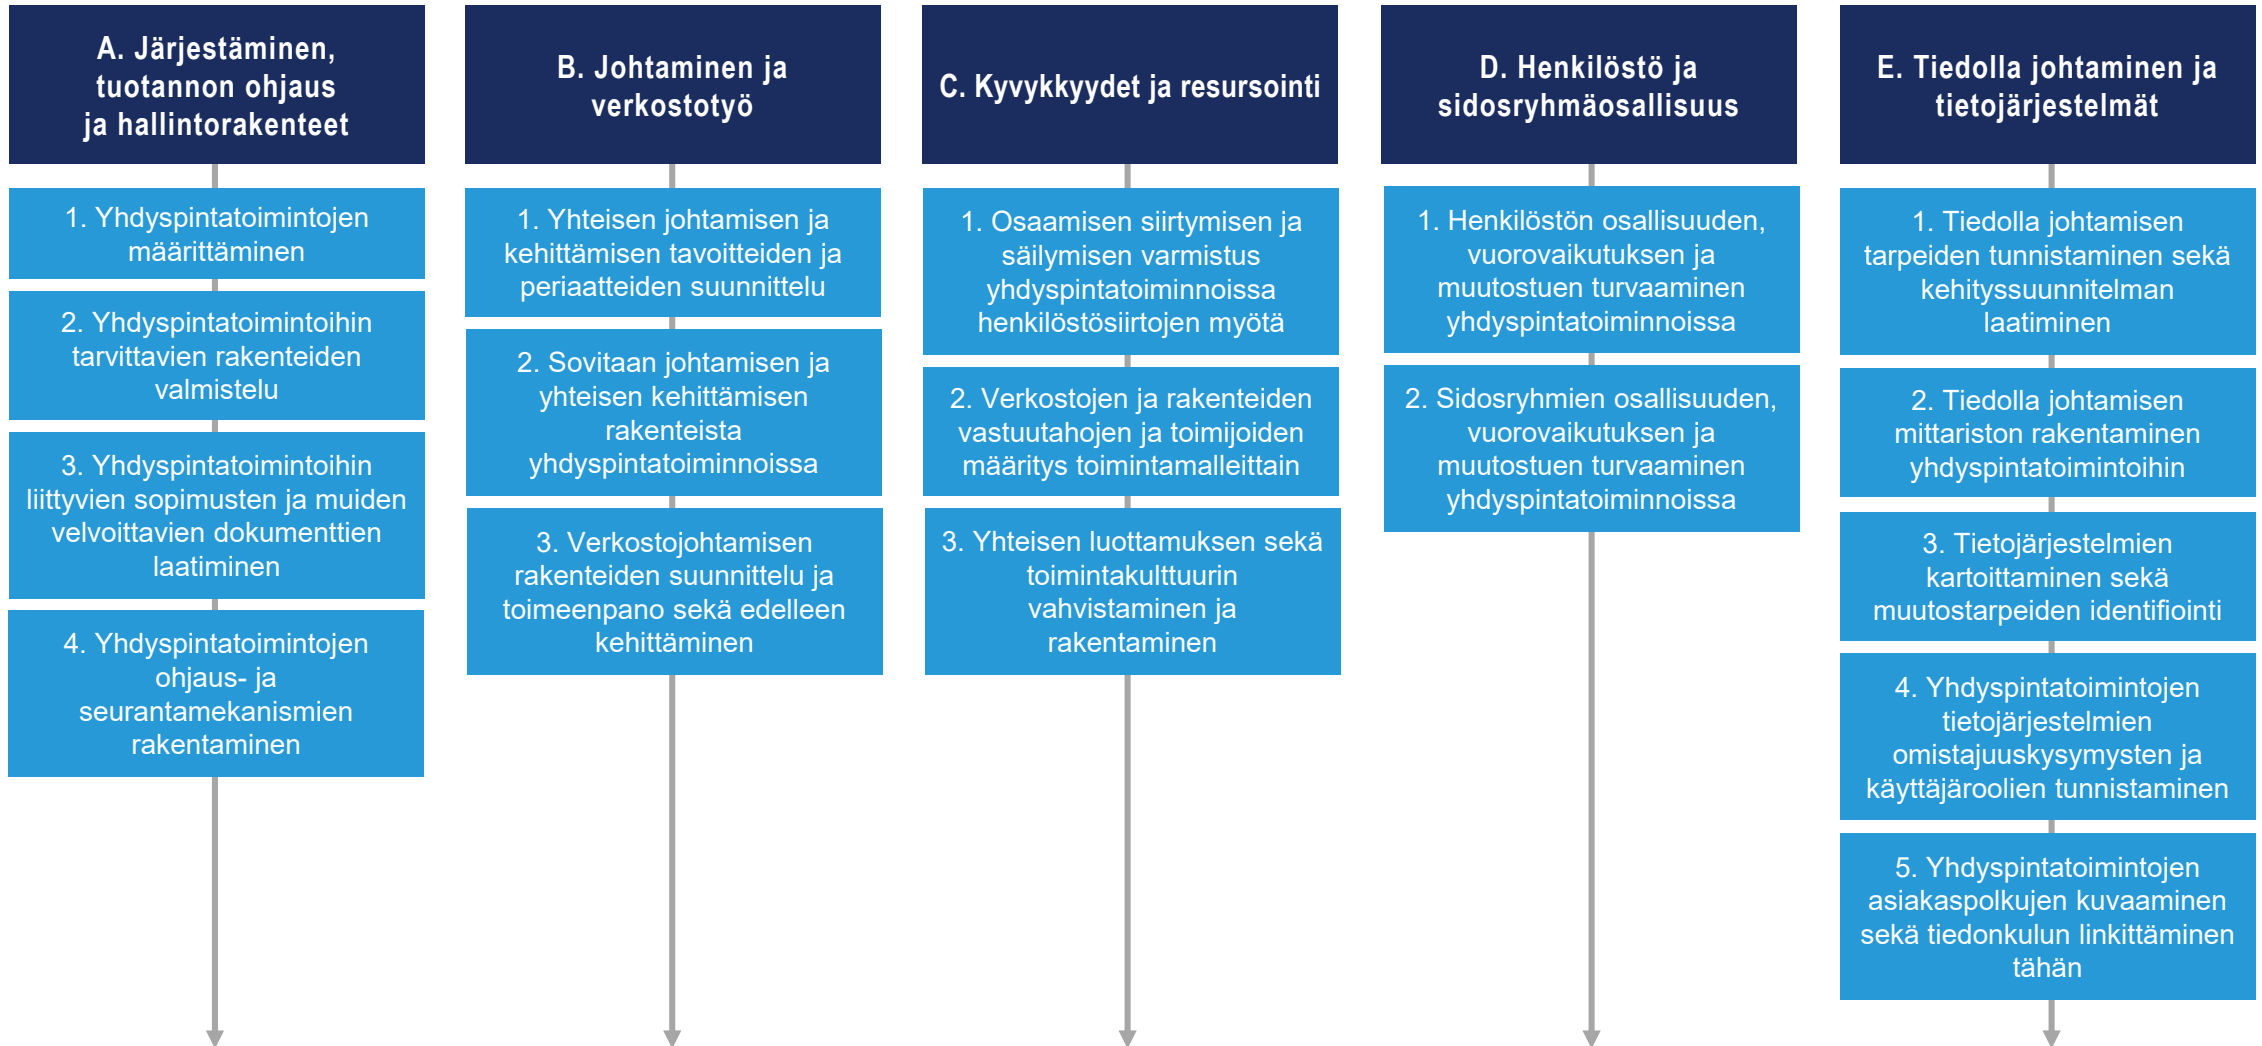 A. Järjestäminen,
tuotannon ohjaus
ja hallintorakenteet
1. Yhdyspintatoimintojen
määrittäminen
2. Yhdyspintatoimintoihin
tarvittavien rakenteiden
valmistelu
3. Yhdyspintatoimintoihin
liittyvien sopimusten ja muiden
velvoittavien dokumenttien
laatiminen
4. Yhdyspintatoimintojen
ohjaus- ja
seurantamekanismien
rakentaminen
B. Johtaminen ja
verkostotyö
1. Yhteisen johtamisen ja
kehittämisen tavoitteiden ja
periaatteiden suunnittelu
2. Sovitaan johtamisen ja
yhteisen kehittämisen
rakenteista
yhdyspintatoiminnoissa
3. Verkostojohtamisen
rakenteiden suunnittelu ja
toimeenpano sekä edelleen
kehittäminen
C. Kyvykkyydet ja resursointi
1. Osaamisen siirtymisen ja
säilymisen varmistus
yhdyspintatoiminnoissa
henkilöstösiirtojen myötä
2. Verkostojen ja rakenteiden
vastuutahojen ja toimijoiden
määritys toimintamalleittain
3. Yhteisen luottamuksen sekä
toimintakulttuurin
vahvistaminen ja
rakentaminen
D. Henkilöstö ja
sidosryhmäosallisuus
1. Henkilöstön osallisuuden,
vuorovaikutuksen ja
muutostuen turvaaminen
yhdyspintatoiminnoissa
2. Sidosryhmien osallisuuden,
vuorovaikutuksen ja
muutostuen turvaaminen
yhdyspintatoiminnoissa
E. Tiedolla johtaminen ja
tietojärjestelmät
1. Tiedolla johtamisen
tarpeiden tunnistaminen sekä
kehityssuunnitelman
laatiminen
2. Tiedolla johtamisen
mittariston rakentaminen
yhdyspintatoimintoihin
3. Tietojärjestelmien
kartoittaminen sekä
muutostarpeiden identifiointi
4. Yhdyspintatoimintojen
tietojärjestelmien
omistajuuskysymysten ja
käyttäjäroolien tunnistaminen
5. Yhdyspintatoimintojen
asiakaspolkujen kuvaaminen
sekä tiedonkulun linkittäminen
tähän